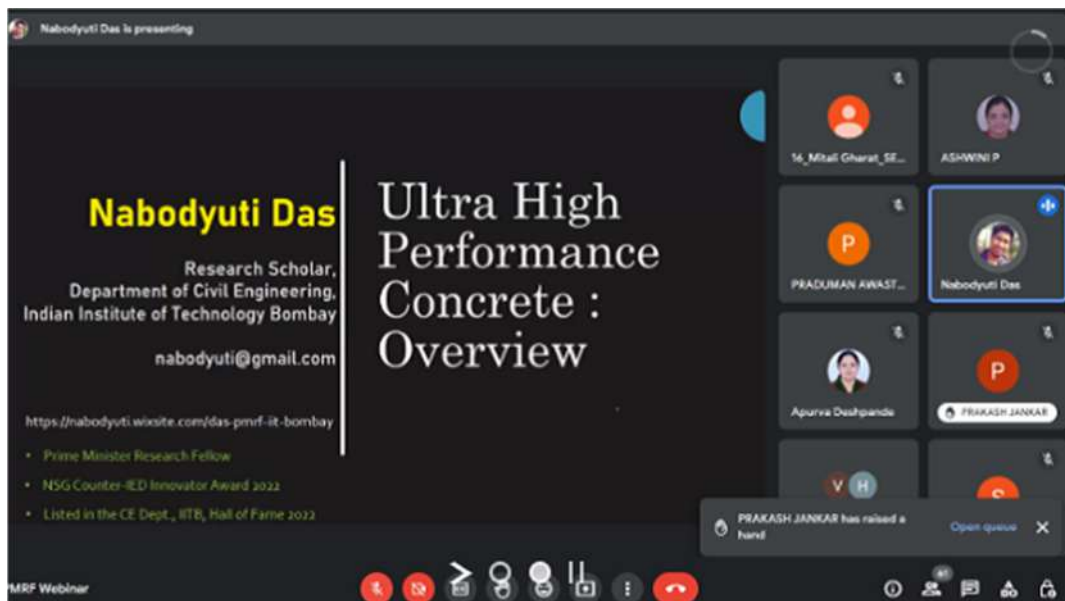 Nabodyuti Das is presenting
Nabodyuti Das
Research Scholar,
Department of Civil Engineering,
Indian Institute of Technology Bombay
nabodyuti@gmail.com
https://nabodyuti.wixsite.com/das-pmrf-iit-bombay
• Prime Minister Research Fellow
• NSG Counter-IED Innovator Award 2022
• Listed in the CE Dept., IITB, Hall of Fame 2022
Ultra High
Performance
Concrete :
Overview
16_Mitali Gharat_SE...
ASHWINI P
P
PRADUMAN AWAST...
Nabodyuti Das
Apurva Deshpande
P
PRAKASH JANKAR
V H
S
PRAKASH JANKAR has raised a
hand
Open queue
PMRF Webinar